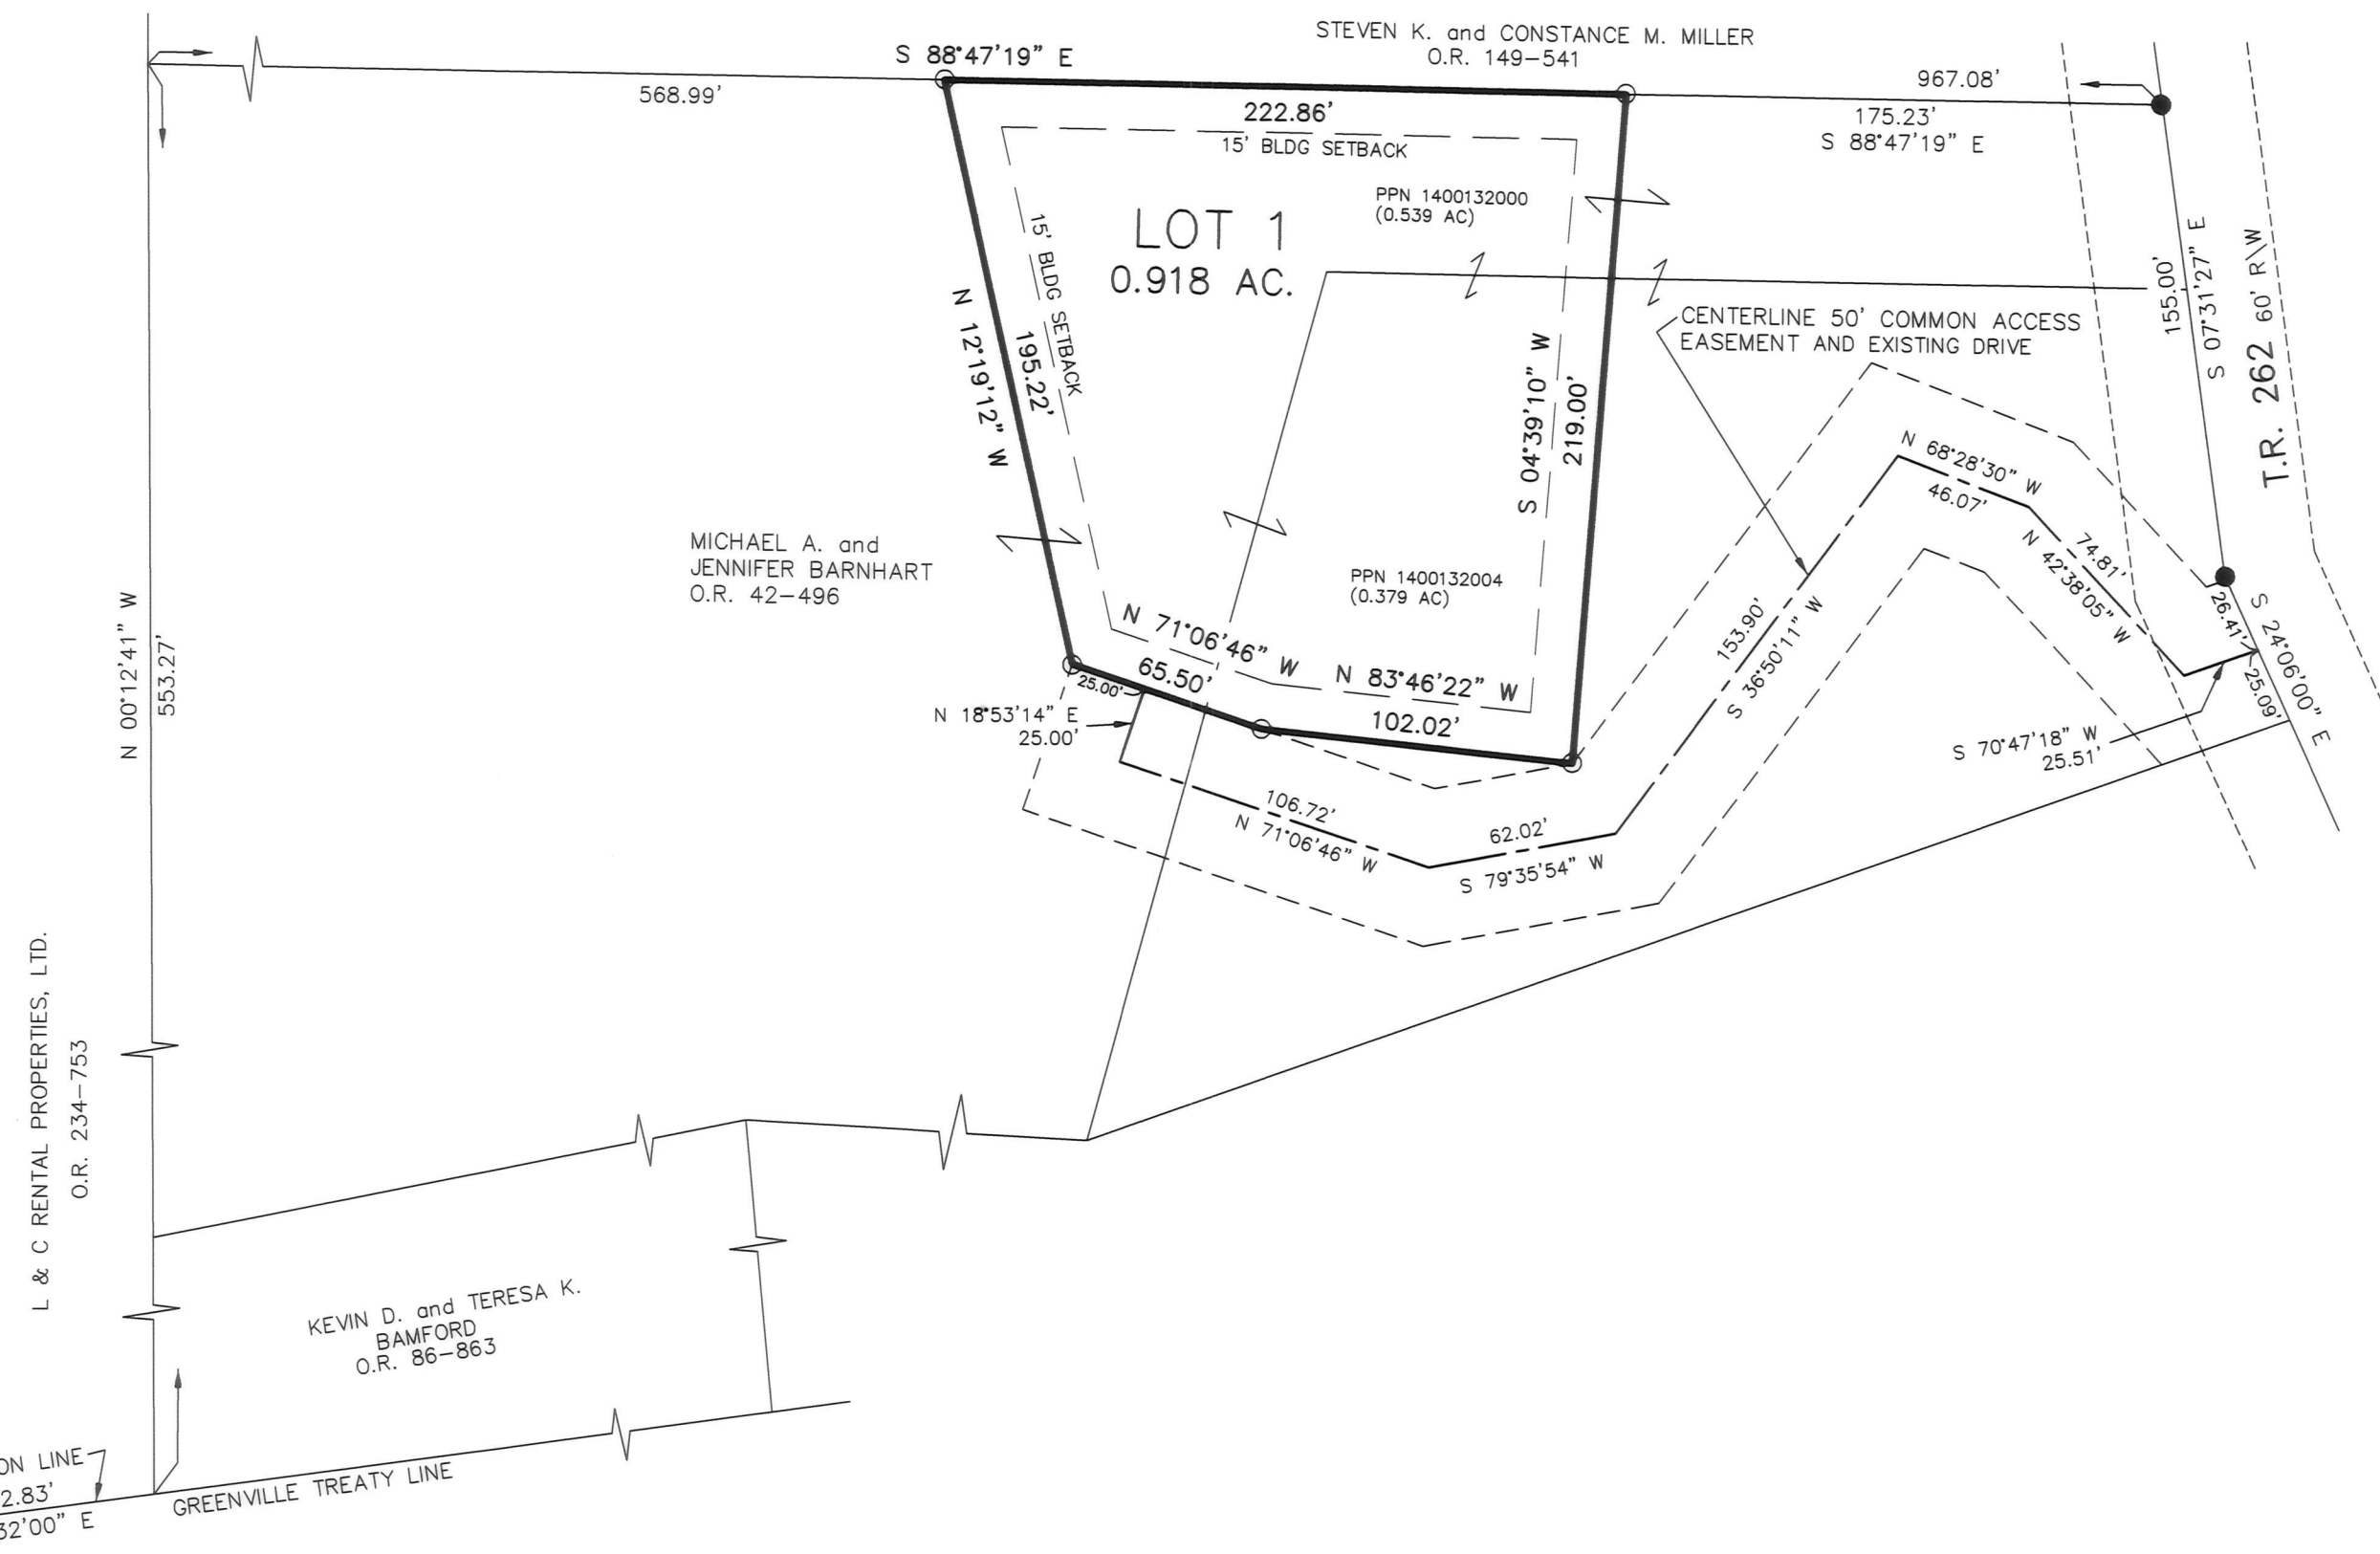 STEVEN K. and CONSTANCE M. MILLER
O.R. 149-541
S 88°47'19" E
568.99'
222.86'
15' BLDG SETBACK
967.08'
175.23'
S 88°47'19" E
PPN 1400132000
(0.539 AC)
LOT 1
0.918 AC.
15' BLDG SETBACK
N 12°19'12" W
195.22'
S 04°39'10" W
219.00'
CENTERLINE 50' COMMON ACCESS
EASEMENT AND EXISTING DRIVE
155.00'
S 07°31'27" E
T.R. 262 60' R\W
N 68°28'30" W
46.07'
74.81'
N 42°38'05" W
26.41'
S 24°06'00" E
25.09'
S 70°47'18" W
25.51'
153.90'
S 36°50'11" W
MICHAEL A. and
JENNIFER BARNHART
O.R. 42-496
PPN 1400132004
(0.379 AC)
N 71°06'46" W
65.50'
N 83°46'22" W
102.02'
25.00'
N 18°53'14" E
25.00'
106.72'
N 71°06'46" W
62.02'
S 79°35'54" W
N 00°12'41" W
553.27'
L & C RENTAL PROPERTIES, LTD.
O.R. 234-753
KEVIN D. and TERESA K.
BAMFORD
O.R. 86-863
ON LINE
2.83'
32'00" E
GREENVILLE TREATY LINE